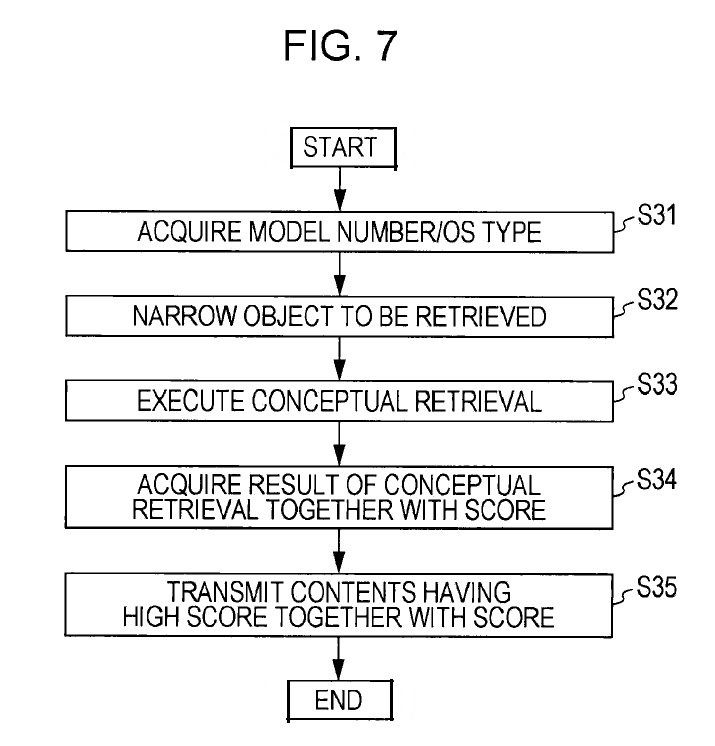 FIG. 7
START
ACQUIRE MODEL NUMBER/OS TYPE
S31
NARROW OBJECT TO BE RETRIEVED
S32
EXECUTE CONCEPTUAL RETRIEVAL
S33
ACQUIRE RESULT OF CONCEPTUAL
RETRIEVAL TOGETHER WITH SCORE
S34
TRANSMIT CONTENTS HAVING
HIGH SCORE TOGETHER WITH SCORE
S35
END